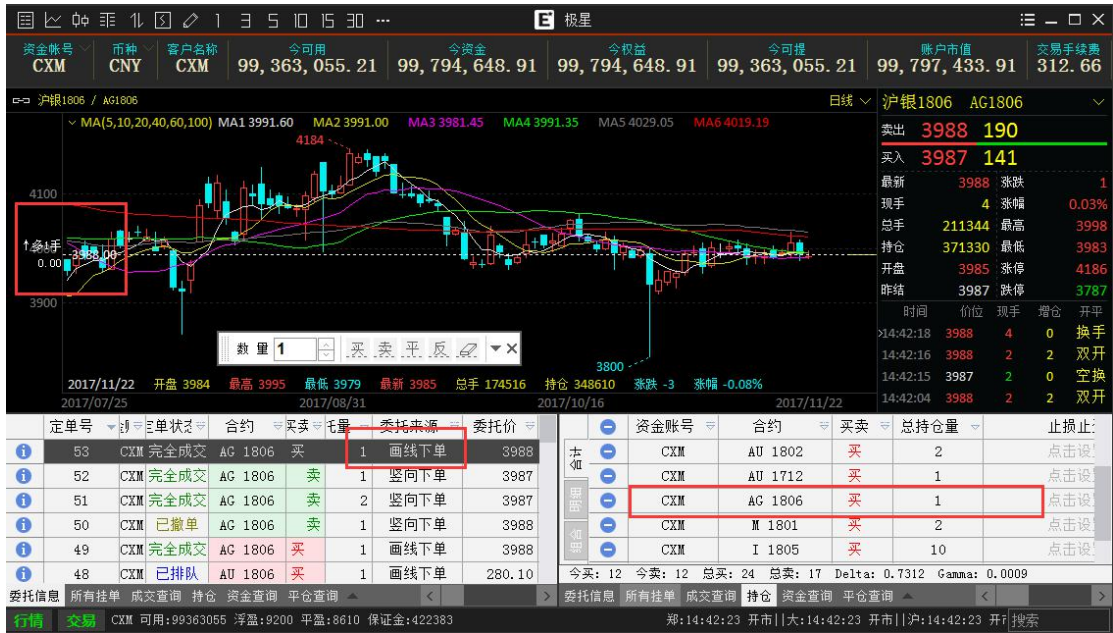 1 3 5 10 15 30 ... E 极星
资金帐号 币种 客户名称 今可用 今资金 今权益 今可提 账户市值 交易手续费
CXM CNY CXM 99,363,055.21 99,794,648.91 99,794,648.91 99,363,055.21 99,797,433.91 312.66
沪银1806 / AG1806 日线
MA(5,10,20,40,60,100) MA1 3991.60 MA2 3991.00 MA3 3981.45 MA4 3991.35 MA5 4029.05 MA6 4019.19
4184
4100
多1手
3988.00
0.00
3900
3800
数量 1 买 卖 平 反
2017/11/22 开盘 3984 最高 3995 最低 3979 最新 3985 总手 174516 持仓 348610 涨跌 -3 涨幅 -0.08%
2017/07/25 2017/08/31 2017/10/16 2017/11/22
沪银1806 AG1806
卖出 3988 190
买入 3987 141
最新 3988 涨跌 1
现手 4 涨幅 0.03%
总手 211344 最高 3998
持仓 371330 最低 3983
开盘 3985 涨停 4186
昨结 3987 跌停 3787
时间 价位 现手 增仓 开平
14:42:18 3988 4 0 换手
14:42:16 3988 2 2 双开
14:42:15 3987 2 0 空换
14:42:04 3988 2 2 双开
定单号 单状态 合约 买卖 托量 委托来源 委托价
53 CXM 完全成交 AG 1806 买 1 画线下单 3988
52 CXM 完全成交 AG 1806 卖 1 竖向下单 3987
51 CXM 完全成交 AG 1806 卖 2 竖向下单 3987
50 CXM 已撤单 AG 1806 卖 1 竖向下单 3988
49 CXM 完全成交 AG 1806 买 1 画线下单 3988
48 CXM 已排队 AU 1806 买 1 画线下单 280.10
委托信息 所有挂单 成交查询 持仓 资金查询 平仓查询
资金账号 合约 买卖 总持仓量 止损止
合计
明细
组合
CXM AU 1802 买 2 点击设
CXM AU 1712 买 1 点击设
CXM AG 1806 买 1 点击设
CXM M 1801 买 2 点击设
CXM I 1805 买 10 点击设
今买: 12 今卖: 12 总买: 24 总卖: 17 Delta: 0.7312 Gamma: 0.0009
委托信息 所有挂单 成交查询 持仓 资金查询 平仓查询
行情 交易 CXM 可用:99363055 浮盈:9200 平盈:8610 保证金:422383 郑:14:42:23 开市||大:14:42:23 开市||沪:14:42:23 开 搜索